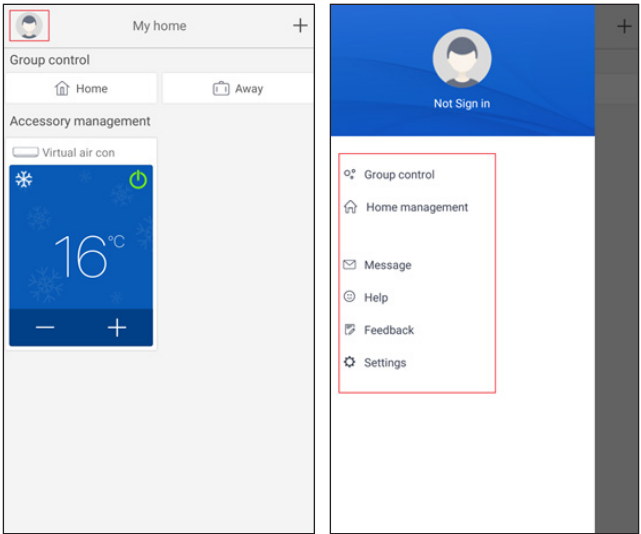 My home
Group control
Home
Away
Accessory management
Virtual air con
16°C
Not Sign in
Group control
Home management
Message
Help
Feedback
Settings